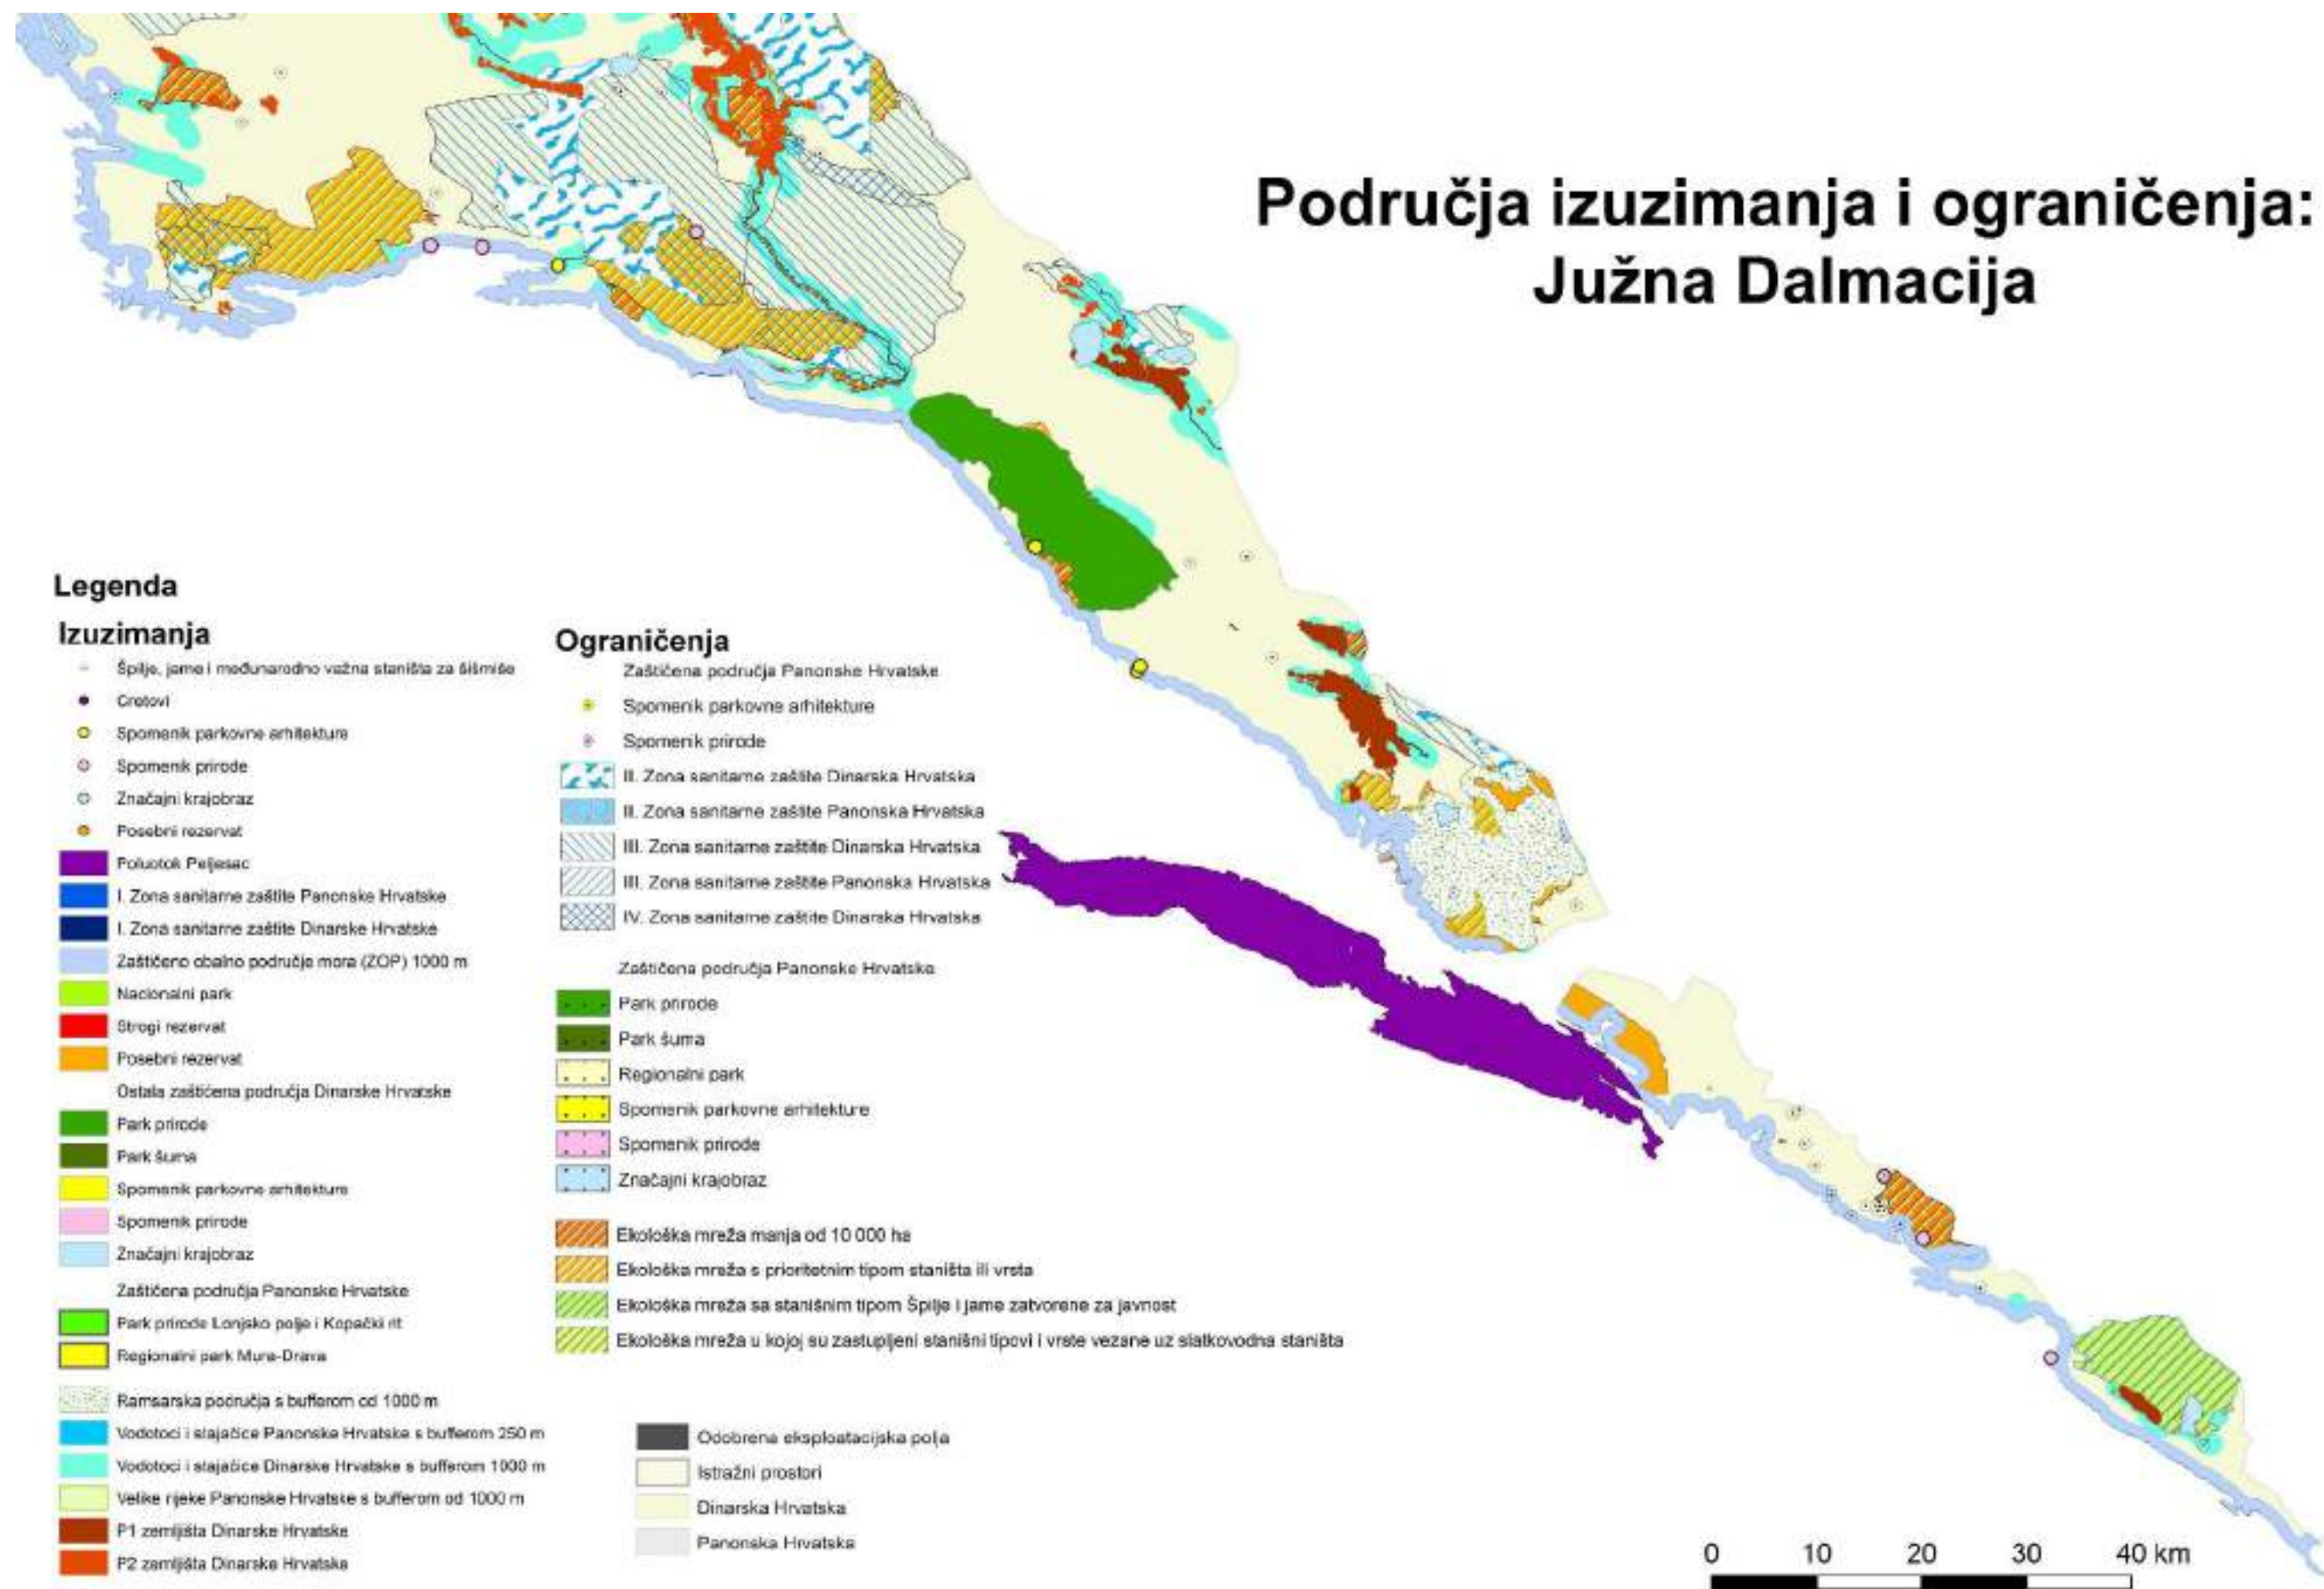 Područja izuzimanja i ograničenja:
Južna Dalmacija
Legenda
Izuzimanja
Špilje, jame i međunarodno važna staništa za šišmiše
Cretovi
Spomenik parkovne arhitekture
Spomenik prirode
Značajni krajobraz
Posebni rezervat
Poluotok Pelješac
I. Zona sanitarne zaštite Panonske Hrvatske
I. Zona sanitarne zaštite Dinarske Hrvatske
Zaštićeno obalno područje mora (ZOP) 1000 m
Nacionalni park
Strogi rezervat
Posebni rezervat
Ostala zaštićena područja Dinarske Hrvatske
Park prirode
Park šuma
Spomenik parkovne arhitekture
Spomenik prirode
Značajni krajobraz
Zaštićena područja Panonske Hrvatske
Park prirode Lonjsko polje i Kopački rit
Regionalni park Mura-Drava
Ramsarska područja s bufferom od 1000 m
Vodotoci i stajačice Panonske Hrvatske s bufferom 250 m
Vodotoci i stajačice Dinarske Hrvatske s bufferom 1000 m
Velike rijeke Panonske Hrvatske s bufferom od 1000 m
P1 zemljišta Dinarske Hrvatske
P2 zemljišta Dinarske Hrvatske
Ograničenja
Zaštićena područja Panonske Hrvatske
Spomenik parkovne arhitekture
Spomenik prirode
II. Zona sanitarne zaštite Dinarska Hrvatska
II. Zona sanitarne zaštite Panonska Hrvatska
III. Zona sanitarne zaštite Dinarska Hrvatska
III. Zona sanitarne zaštite Panonska Hrvatska
IV. Zona sanitarne zaštite Dinarska Hrvatska
Zaštićena područja Panonske Hrvatske
Park prirode
Park šuma
Regionalni park
Spomenik parkovne arhitekture
Spomenik prirode
Značajni krajobraz
Ekološka mreža manja od 10 000 ha
Ekološka mreža s prioritetnim tipom staništa ili vrsta
Ekološka mreža sa stanišnim tipom Špilje i jame zatvorene za javnost
Ekološka mreža u kojoj su zastupljeni stanišni tipovi i vrste vezane uz slatkovodna staništa
Odobrena eksploatacijska polja
Istražni prostori
Dinarska Hrvatska
Panonska Hrvatska
0 10 20 30 40 km